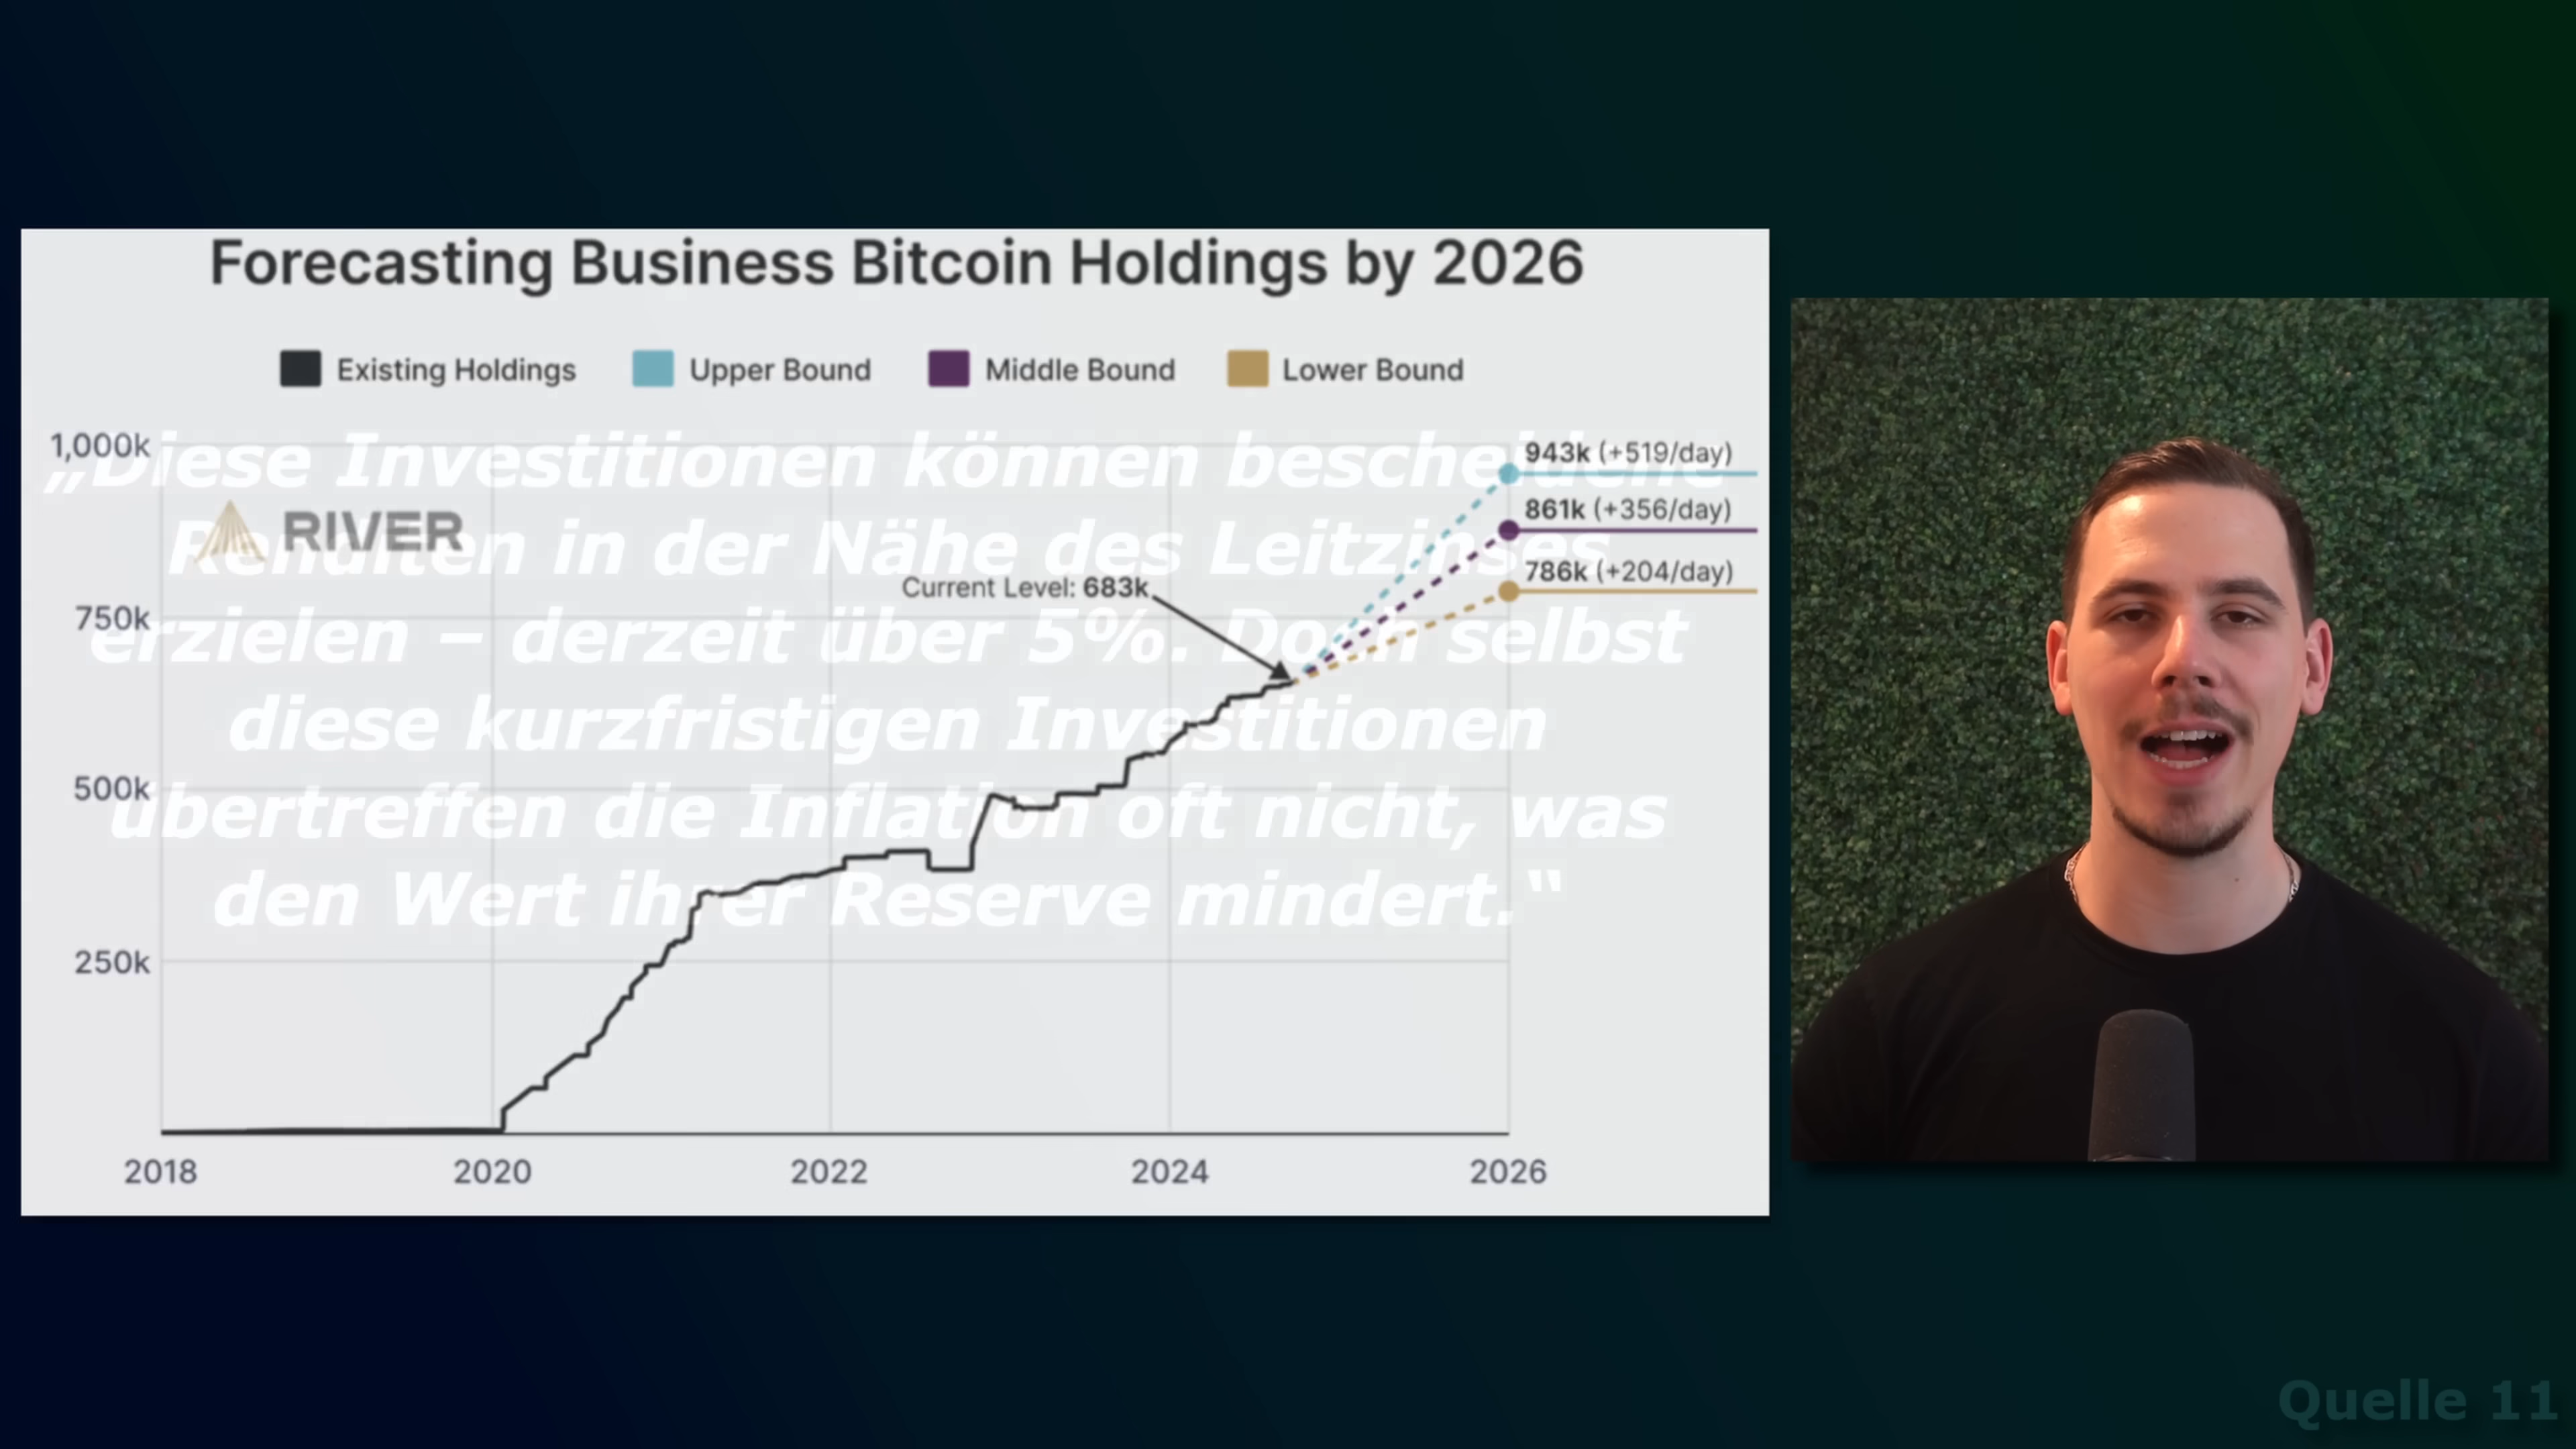 Forecasting Business Bitcoin Holdings by 2026
Existing Holdings
Upper Bound
Middle Bound
Lower Bound
1,000k
750k
500k
250k
RIVER
Current Level: 683k
943k (+519/day)
861k (+356/day)
786k (+204/day)
2018
2020
2022
2024
2026
„Diese Investitionen können bescheidene
Renditen in der Nähe des Leitzinses
erzielen – derzeit über 5%. Doch selbst
diese kurzfristigen Investitionen
übertreffen die Inflation oft nicht, was
den Wert ihrer Reserve mindert.“
Quelle 11